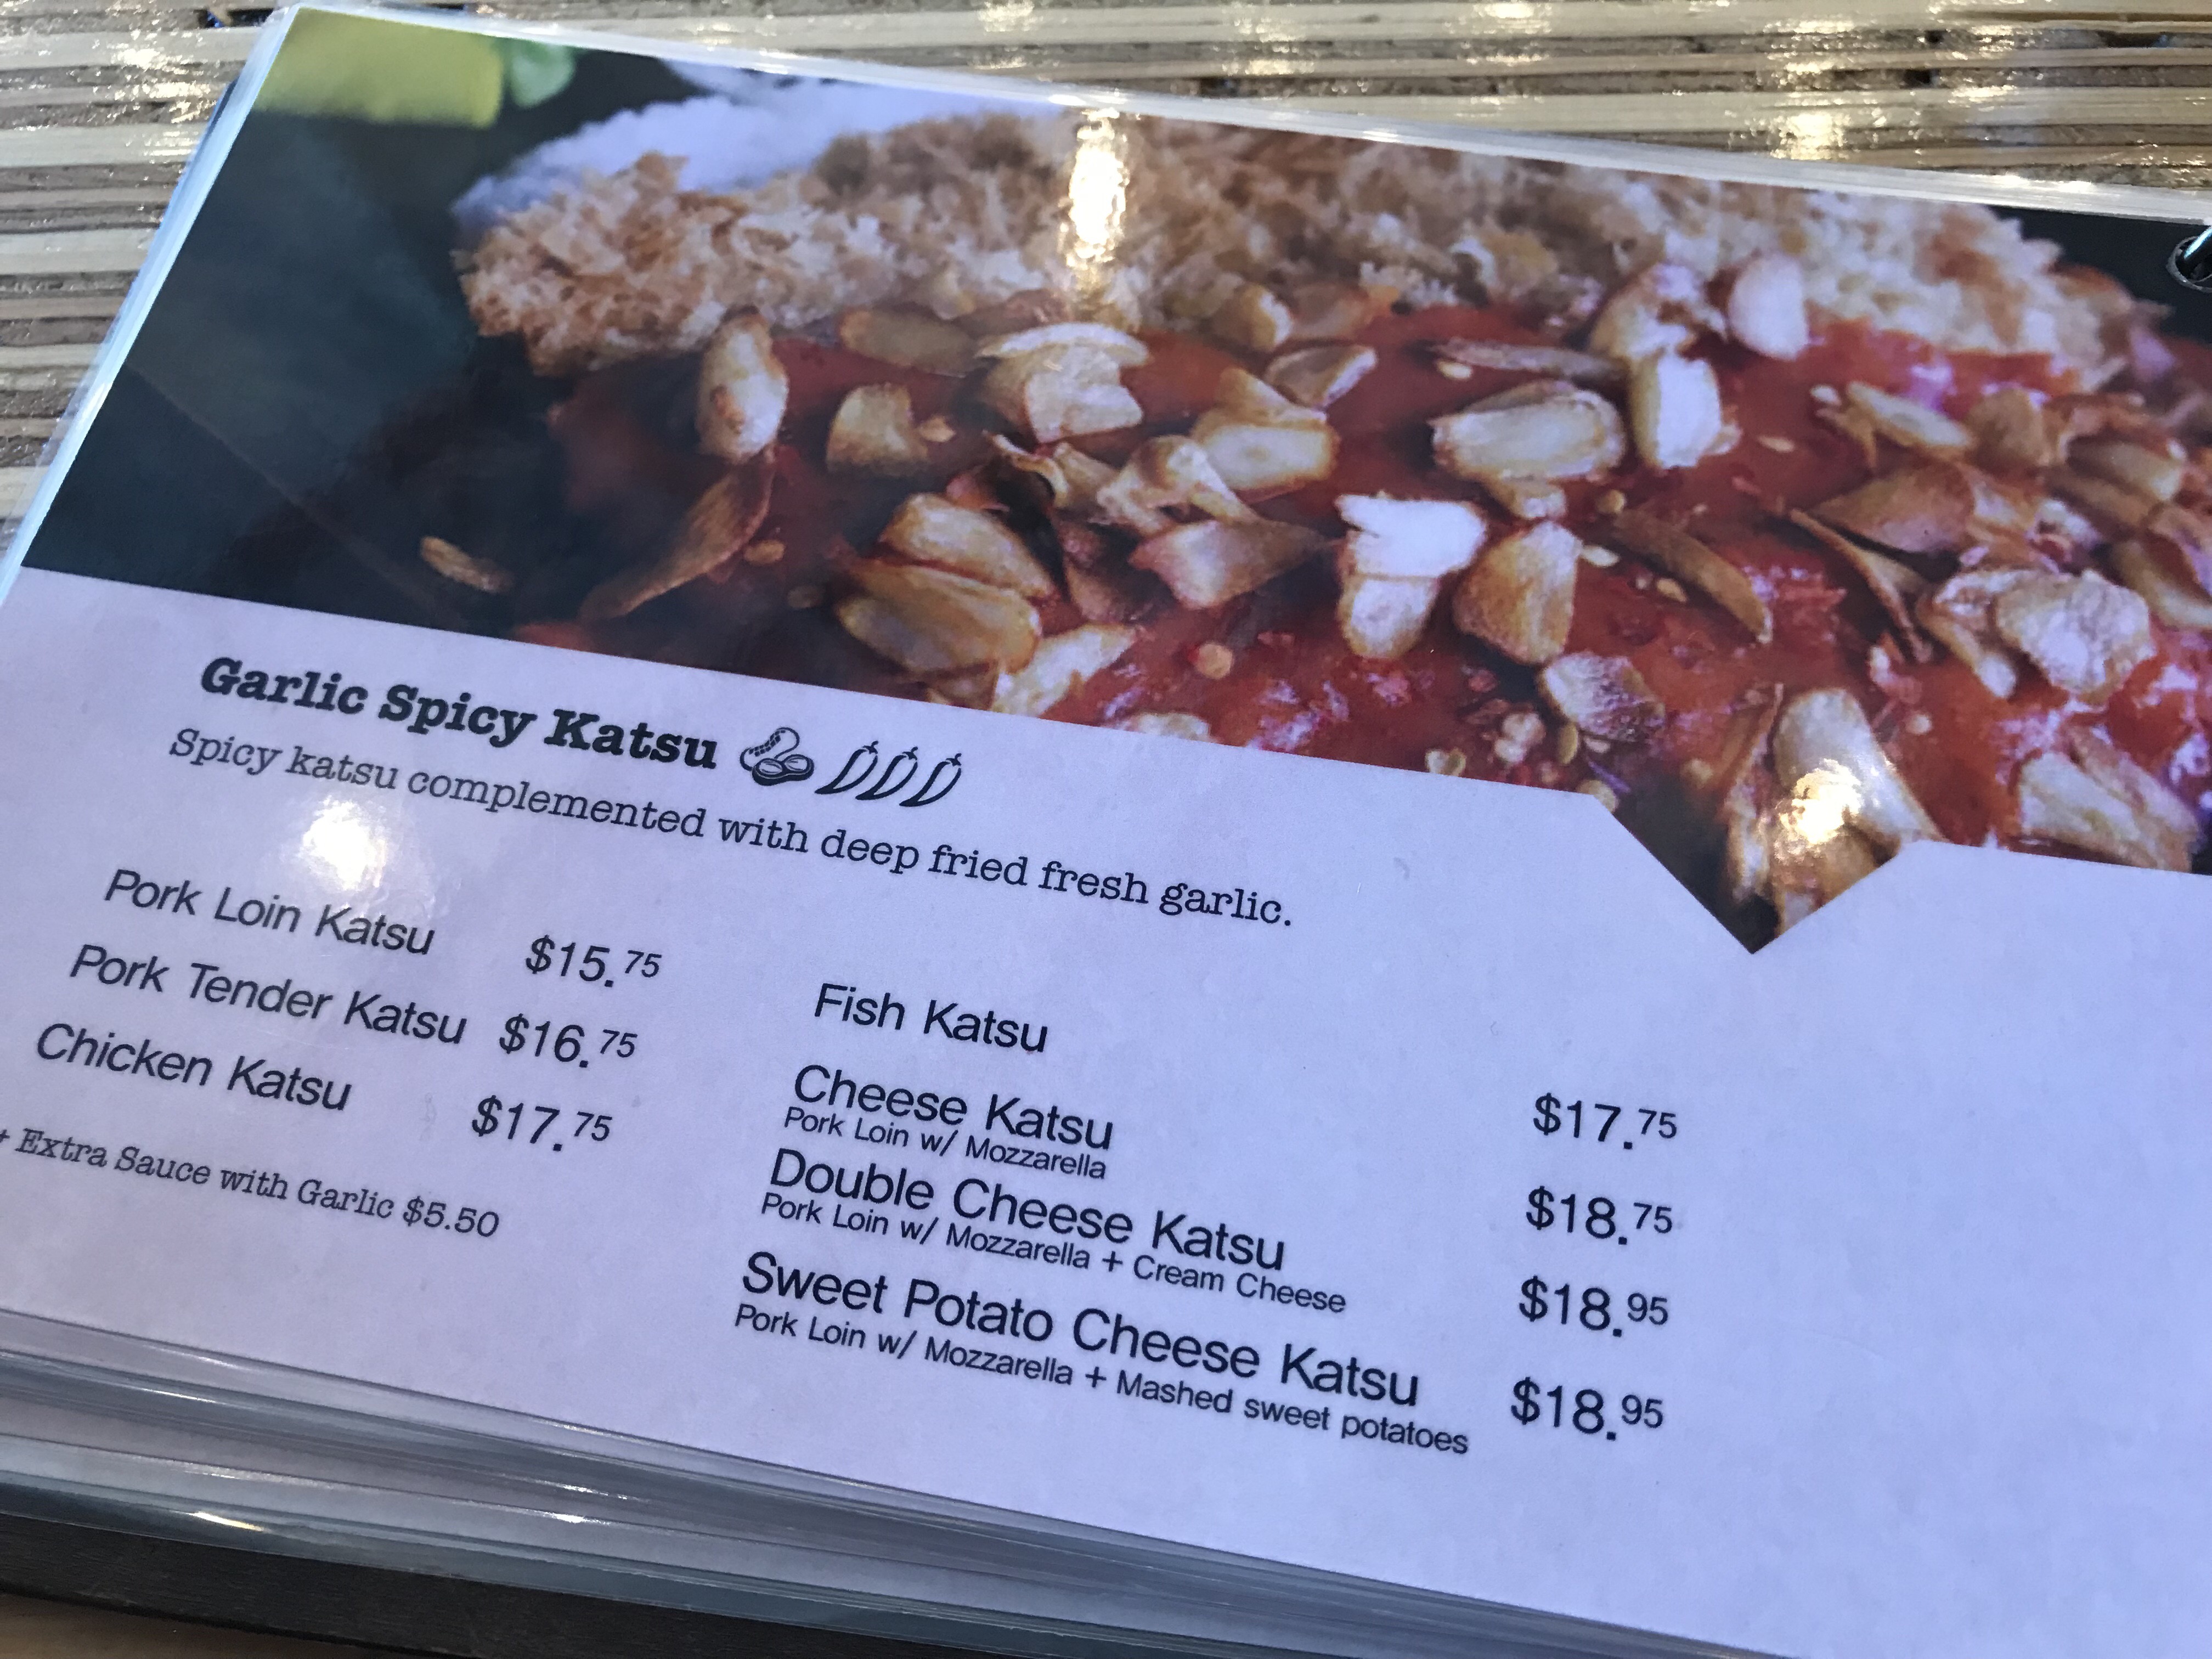 Garlic Spicy Katsu
Spicy katsu complemented with deep fried fresh garlic.
Pork Loin Katsu $15.75
Pork Tender Katsu $16.75
Chicken Katsu $17.75
+ Extra Sauce with Garlic $5.50
Fish Katsu $17.75
Cheese Katsu $18.75
Pork Loin w/ Mozzarella
Double Cheese Katsu $18.95
Pork Loin w/ Mozzarella + Cream Cheese
Sweet Potato Cheese Katsu $18.95
Pork Loin w/ Mozzarella + Mashed sweet potatoes